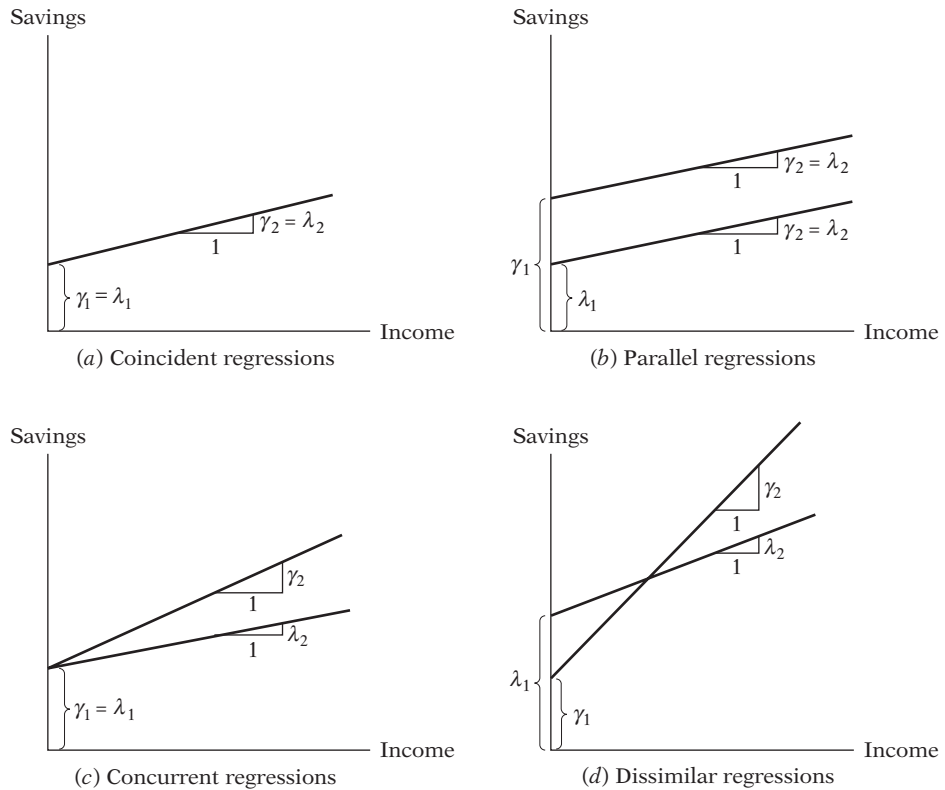 Savings
γ2 = λ2
1
γ1 = λ1
Income
(a) Coincident regressions
Savings
γ2 = λ2
1
γ2 = λ2
1
γ1
λ1
Income
(b) Parallel regressions
Savings
γ2
1
λ2
1
γ1 = λ1
Income
(c) Concurrent regressions
Savings
γ2
1
λ2
1
λ1
γ1
Income
(d) Dissimilar regressions